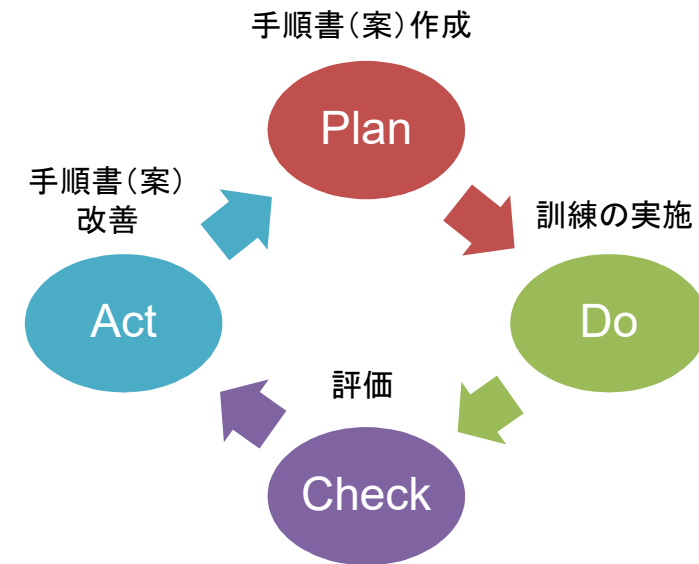 手順書(案)作成
Plan
手順書(案)
改善
訓練の実施
Act
Do
評価
Check